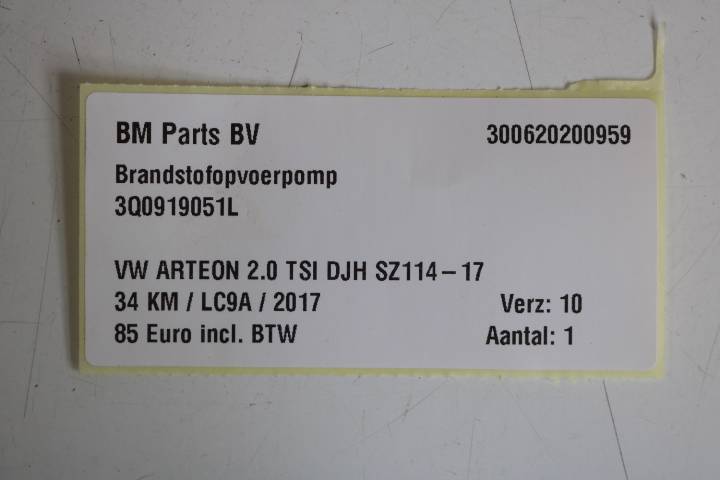 BM Parts BV 300620200959
Brandstofopvoerpomp
3Q0919051L
VW ARTEON 2.0 TSI DJH SZ114-17
34 KM / LC9A / 2017 Verz: 10
85 Euro incl. BTW Aantal: 1